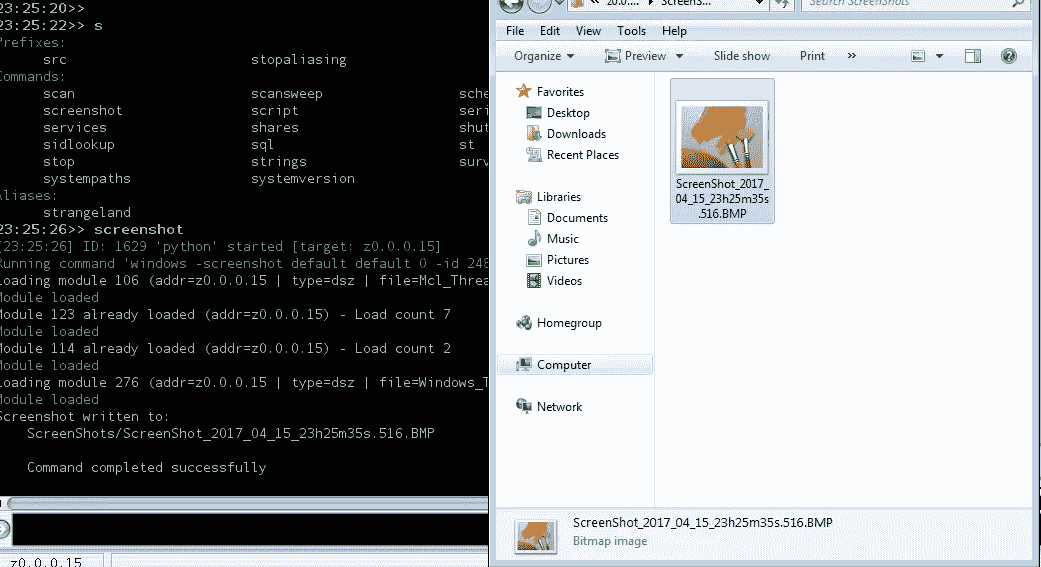 23:25:20>>
23:25:22>> s
Prefixes:
src stopaliasing
Commands:
scan scansweep sche
screenshot script seri
services shares shut
sidlookup sql st
stop strings surv
systempaths systemversion
Aliases:
strangeland
23:25:26>> screenshot
[23:25:26] ID: 1629 'python' started [target: z0.0.0.15]
Running command 'windows -screenshot default default 0 -id 248
Loading module 106 (addr=z0.0.0.15 | type=dsz | file=Mcl_Threa
Module loaded
Module 123 already loaded (addr=z0.0.0.15) - Load count 7
Module loaded
Module 114 already loaded (addr=z0.0.0.15) - Load count 2
Module loaded
Loading module 276 (addr=z0.0.0.15 | type=dsz | file=Windows_T
Module loaded
Screenshot written to:
ScreenShots/ScreenShot_2017_04_15_23h25m35s.516.BMP
Command completed successfully
z0.0.0.15
« z0.0.... ▸ ScreenS...
Search ScreenShots
File Edit View Tools Help
Organize Preview Slide show Print »
Favorites
Desktop
Downloads
Recent Places
Libraries
Documents
Music
Pictures
Videos
Homegroup
Computer
Network
ScreenShot_2017_
04_15_23h25m35s
.516.BMP
ScreenShot_2017_04_15_23h25m35s.516.BMP
Bitmap image